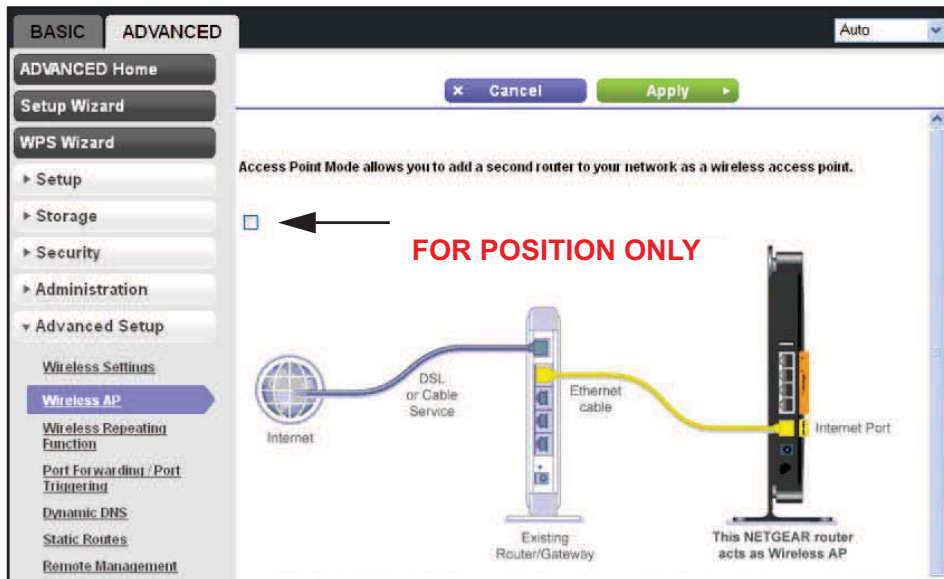 BASIC ADVANCED
Auto
ADVANCED Home
Setup Wizard
WPS Wizard
Setup
Storage
Security
Administration
Advanced Setup
Wireless Settings
Wireless AP
Wireless Repeating
Function
Port Forwarding / Port
Triggering
Dynamic DNS
Static Routes
Remote Management
Cancel Apply
Access Point Mode allows you to add a second router to your network as a wireless access point.
FOR POSITION ONLY
Internet
DSL
or Cable
Service
Ethernet
cable
Internet Port
Existing
Router/Gateway
This NETGEAR router
acts as Wireless AP